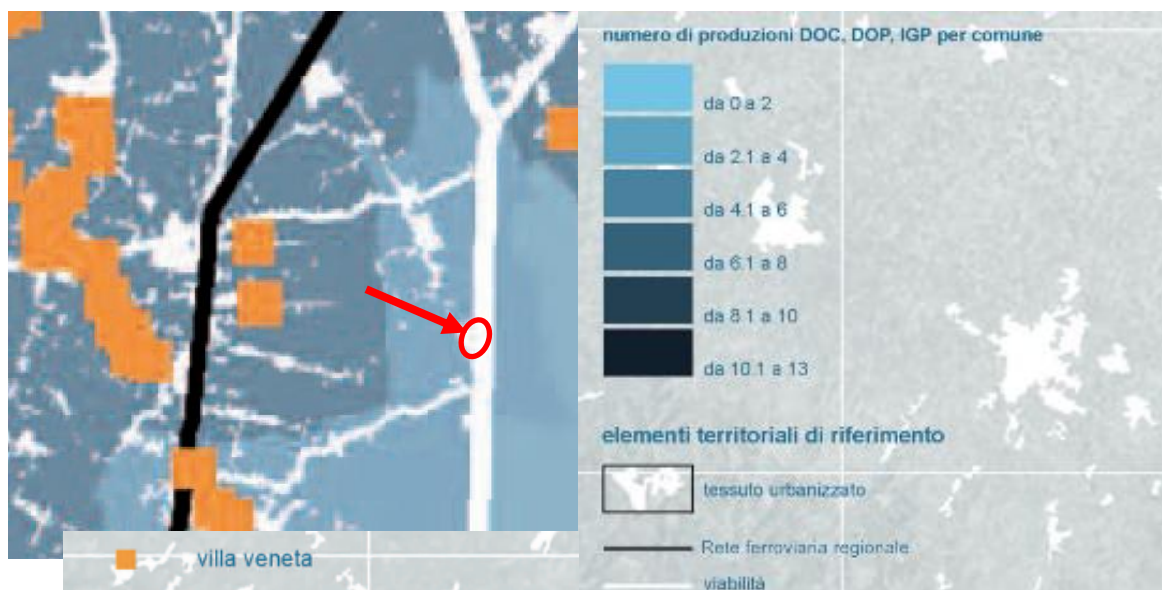 numero di produzioni DOC, DOP, IGP per comune
da 0 a 2
da 2.1 a 4
da 4.1 a 6
da 6.1 a 8
da 8.1 a 10
da 10.1 a 13
elementi territoriali di riferimento
tessuto urbanizzato
Rete ferroviaria regionale
viabilità
villa veneta